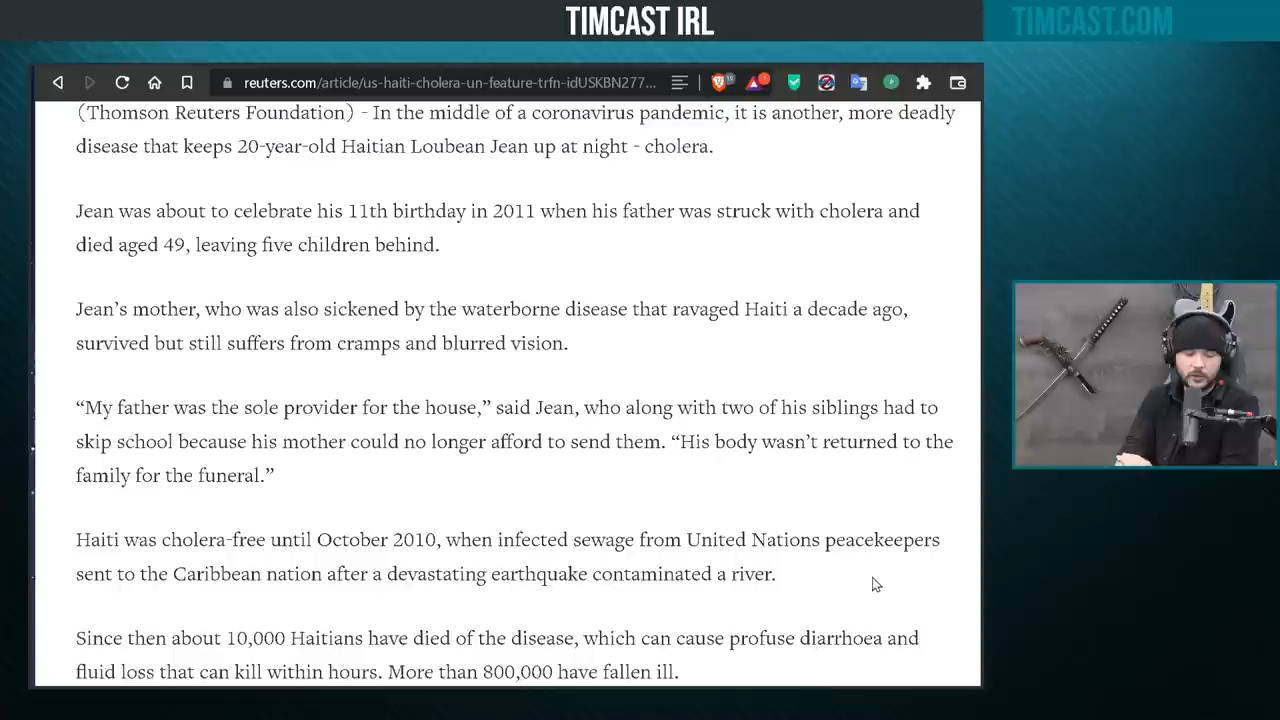 TIMCAST IRL
TIMCAST.COM
reuters.com/article/us-haiti-cholera-un-feature-trfn-idUSKBN277...
(Thomson Reuters Foundation) - In the middle of a coronavirus pandemic, it is another, more deadly
disease that keeps 20-year-old Haitian Loubean Jean up at night - cholera.
Jean was about to celebrate his 11th birthday in 2011 when his father was struck with cholera and
died aged 49, leaving five children behind.
Jean’s mother, who was also sickened by the waterborne disease that ravaged Haiti a decade ago,
survived but still suffers from cramps and blurred vision.
“My father was the sole provider for the house,” said Jean, who along with two of his siblings had to
skip school because his mother could no longer afford to send them. “His body wasn’t returned to the
family for the funeral.”
Haiti was cholera-free until October 2010, when infected sewage from United Nations peacekeepers
sent to the Caribbean nation after a devastating earthquake contaminated a river.
Since then about 10,000 Haitians have died of the disease, which can cause profuse diarrhoea and
fluid loss that can kill within hours. More than 800,000 have fallen ill.